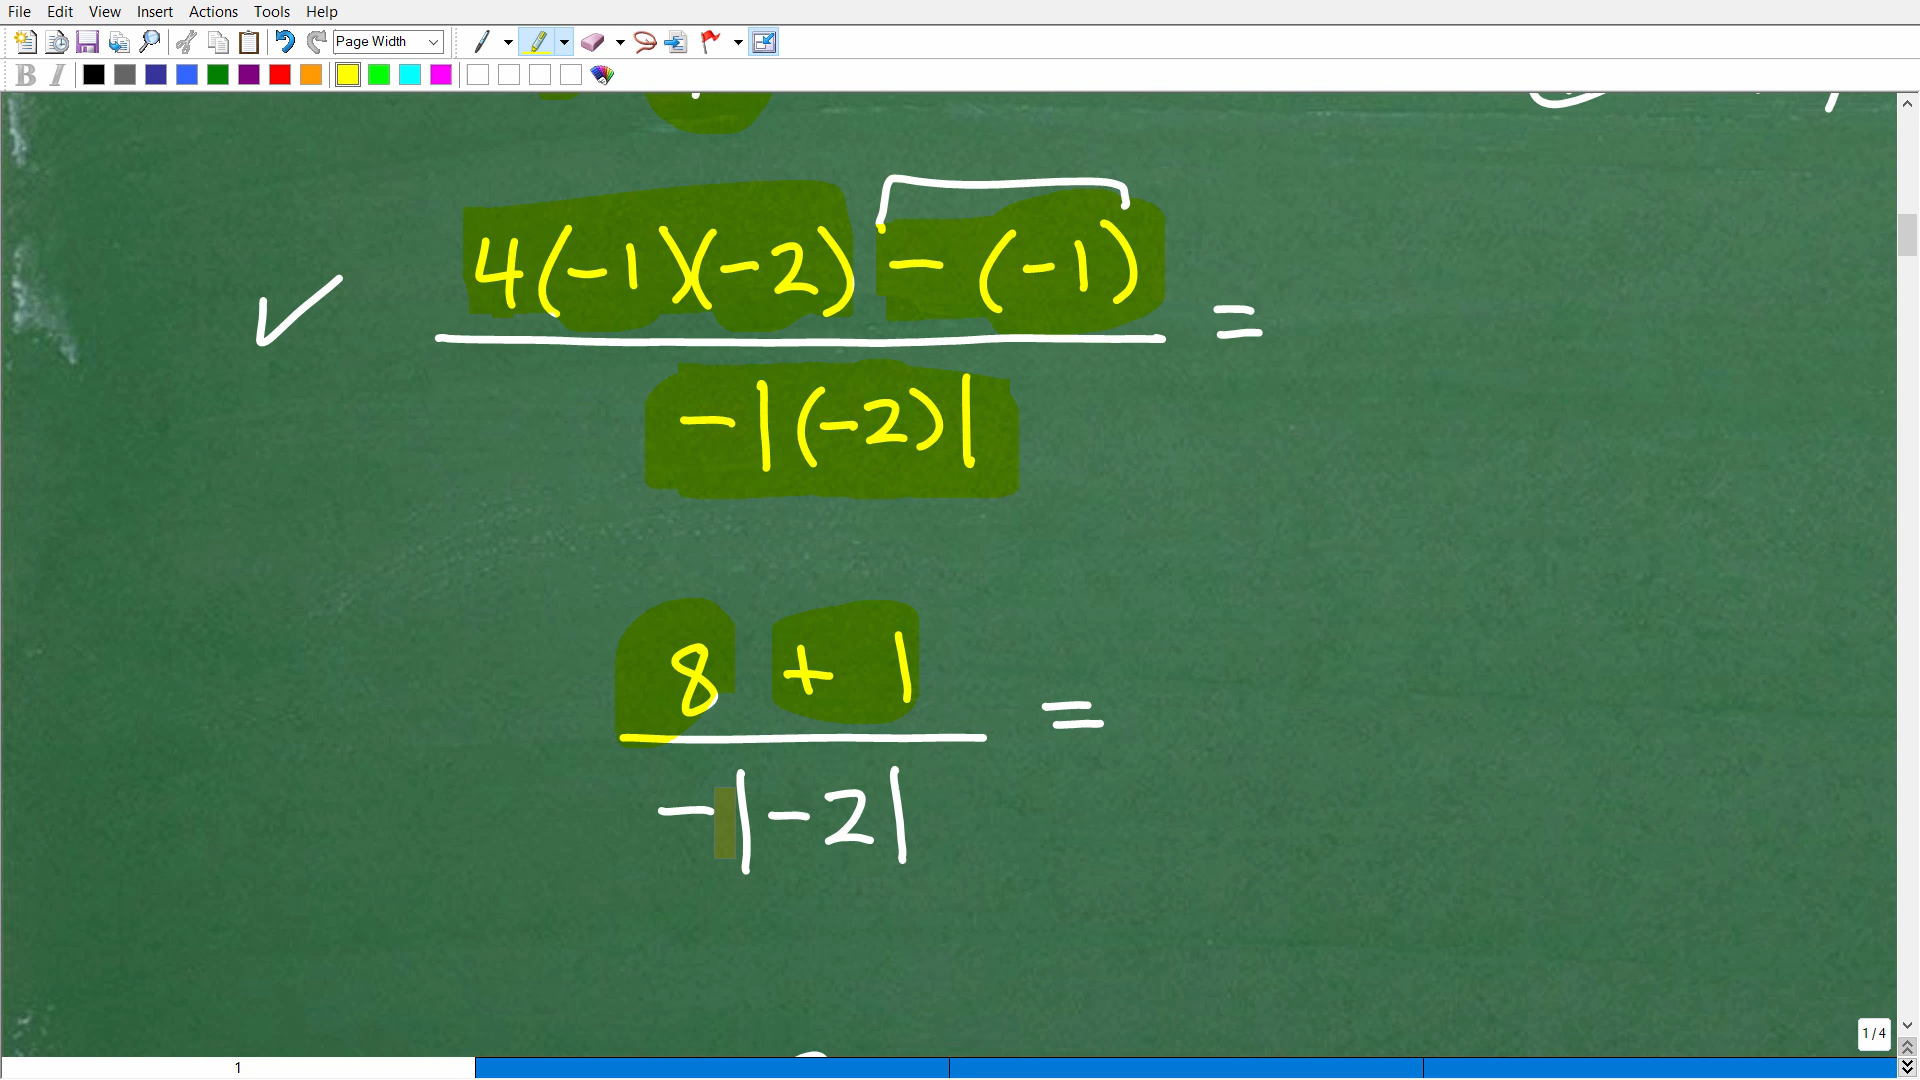 File Edit View Insert Actions Tools Help
Page Width
B I
4(-1)(-2) - (-1) =
-|(-2)|
8 + 1 =
-|-2|
1 / 4
1